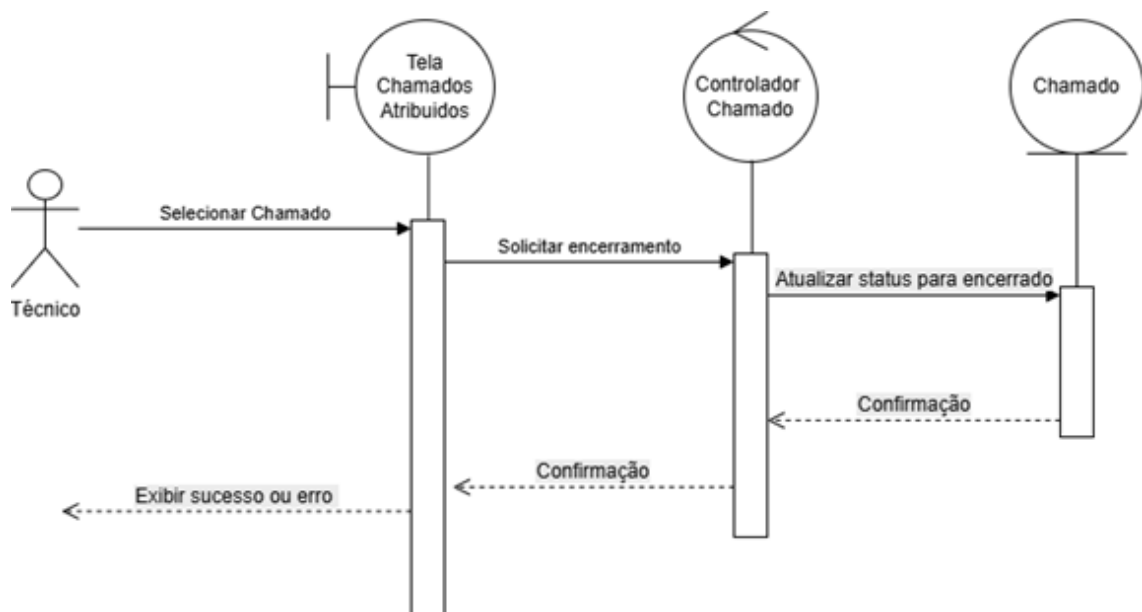 Tela
Chamados
Atribuidos
Controlador
Chamado
Chamado
Selecionar Chamado
Solicitar encerramento
Atualizar status para encerrado
Técnico
Confirmação
Confirmação
Exibir sucesso ou erro